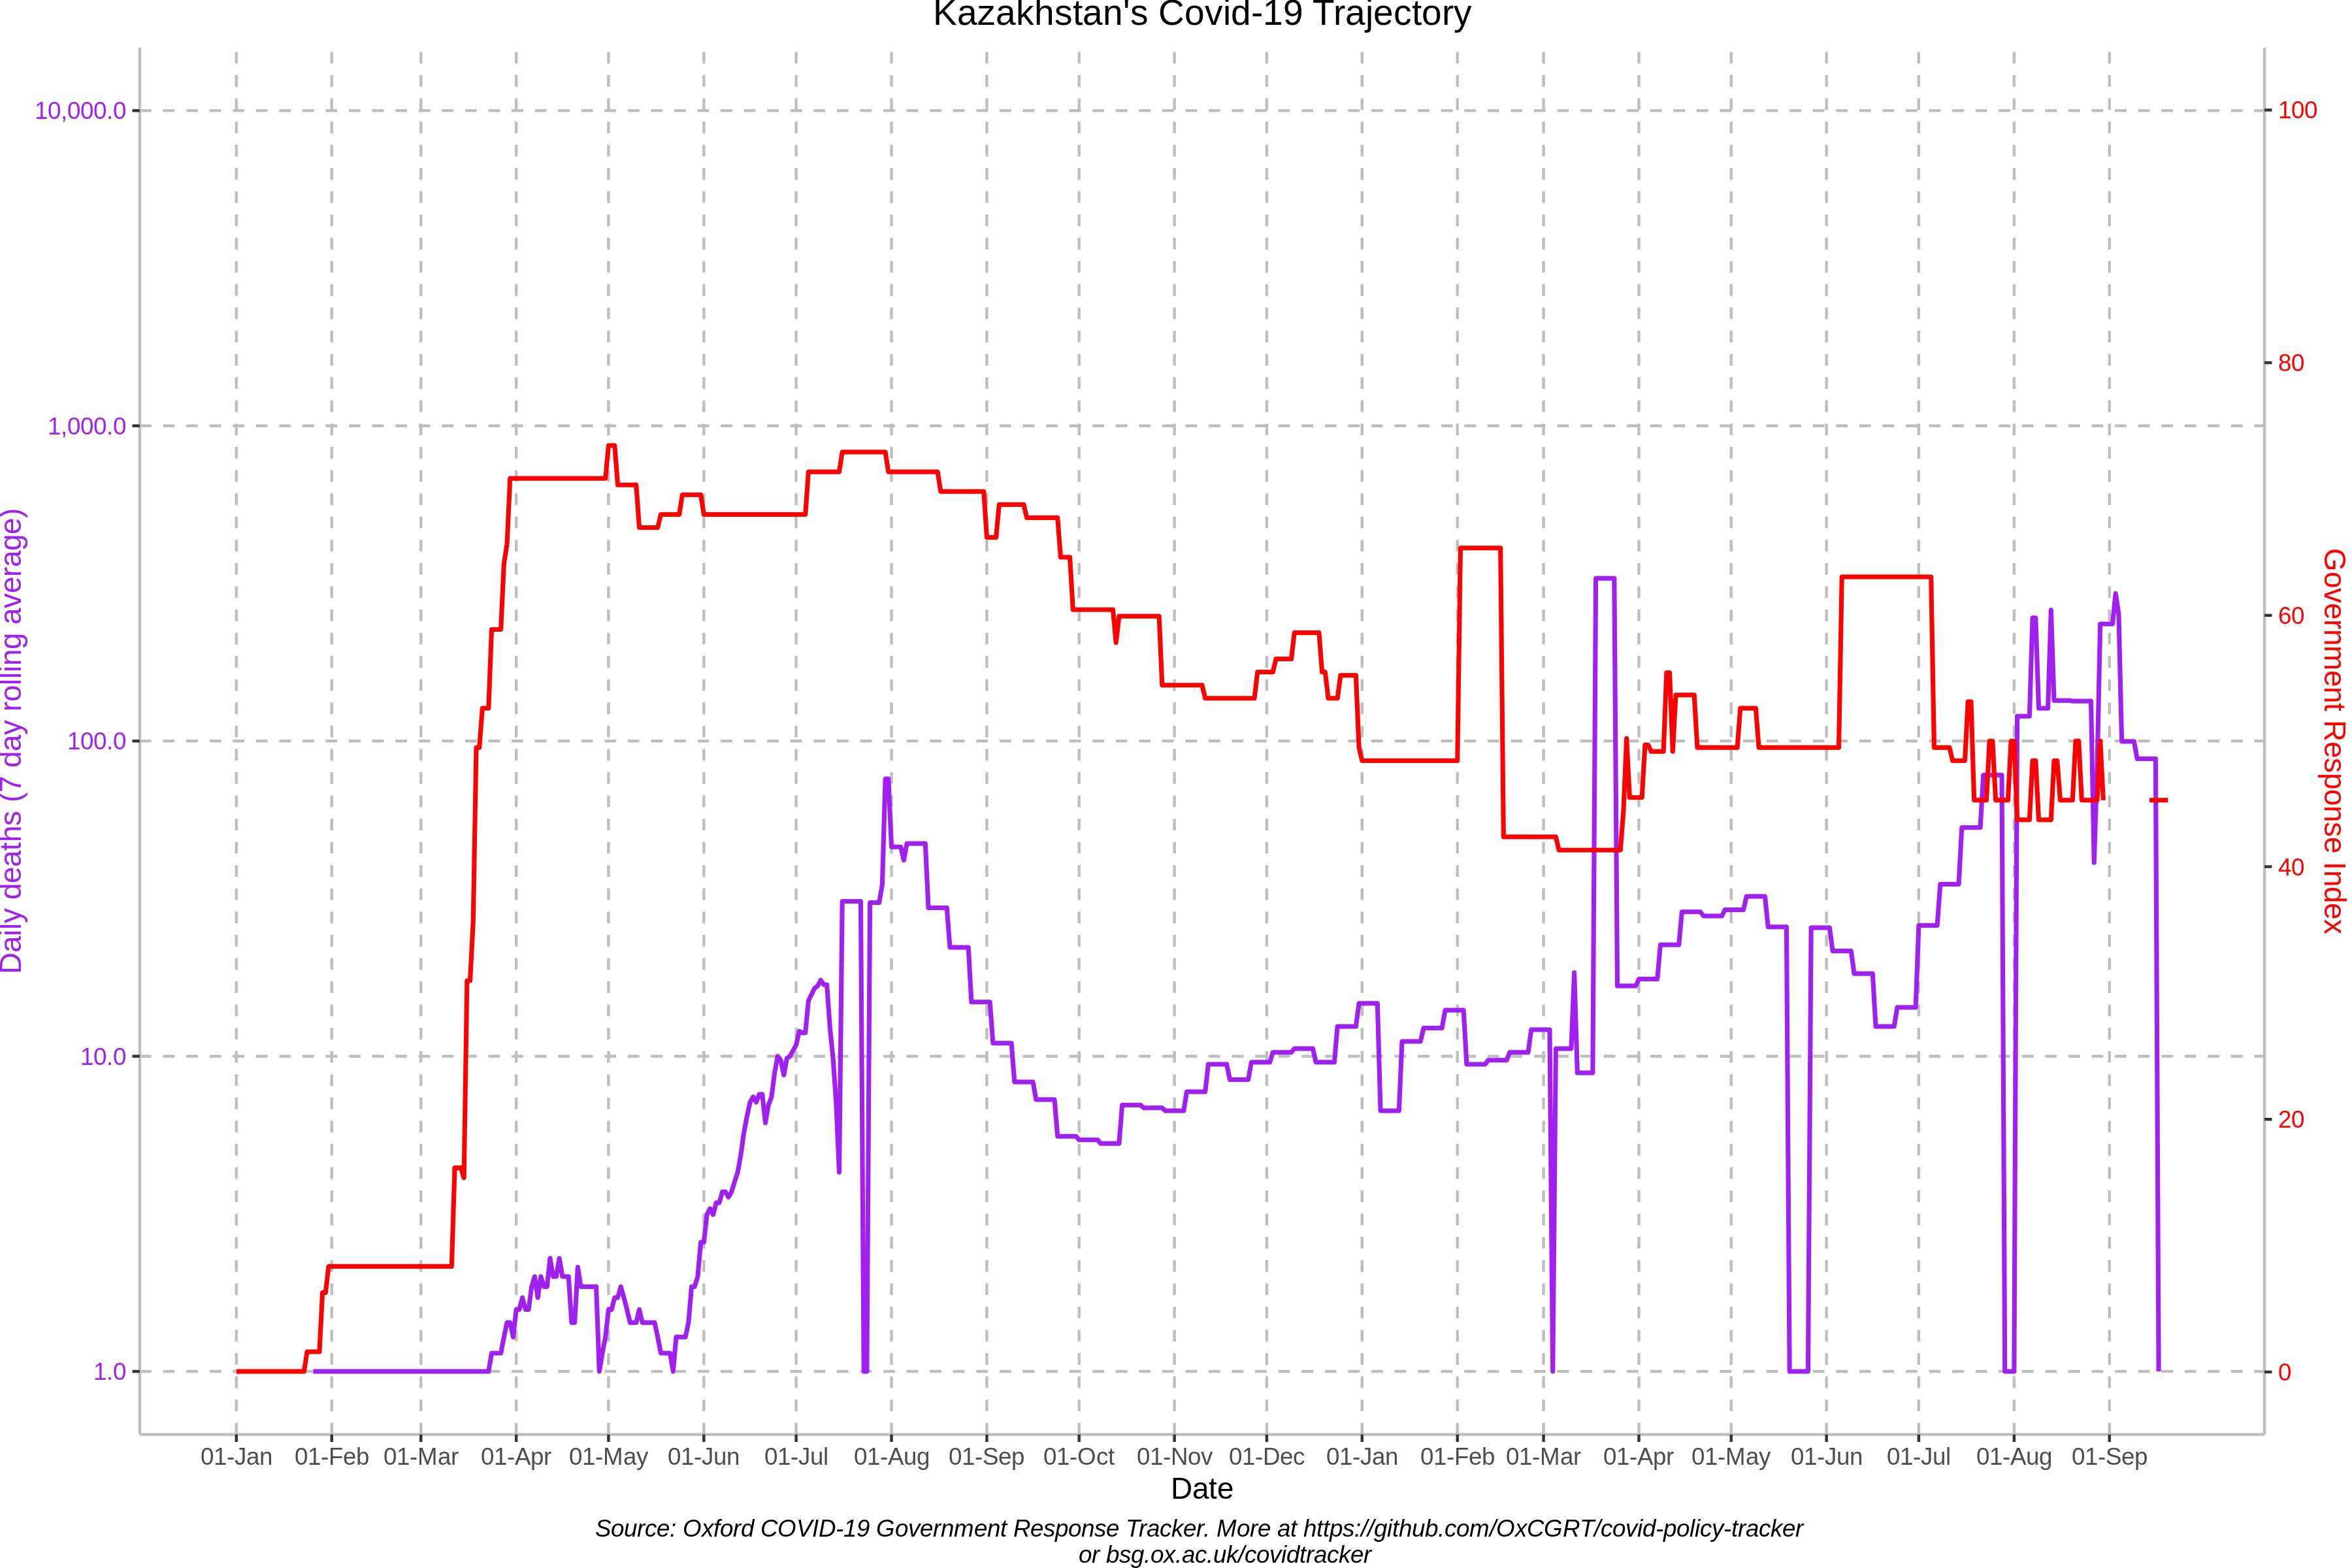 Kazakhstan's Covid-19 Trajectory
10,000.0
1,000.0
100.0
10.0
1.0
Daily deaths (7 day rolling average)
100
80
60
40
20
0
Government Response Index
01-Jan 01-Feb 01-Mar 01-Apr 01-May 01-Jun 01-Jul 01-Aug 01-Sep 01-Oct 01-Nov 01-Dec 01-Jan 01-Feb 01-Mar 01-Apr 01-May 01-Jun 01-Jul 01-Aug 01-Sep
Date
Source: Oxford COVID-19 Government Response Tracker. More at https://github.com/OxCGRT/covid-policy-tracker
or bsg.ox.ac.uk/covidtracker